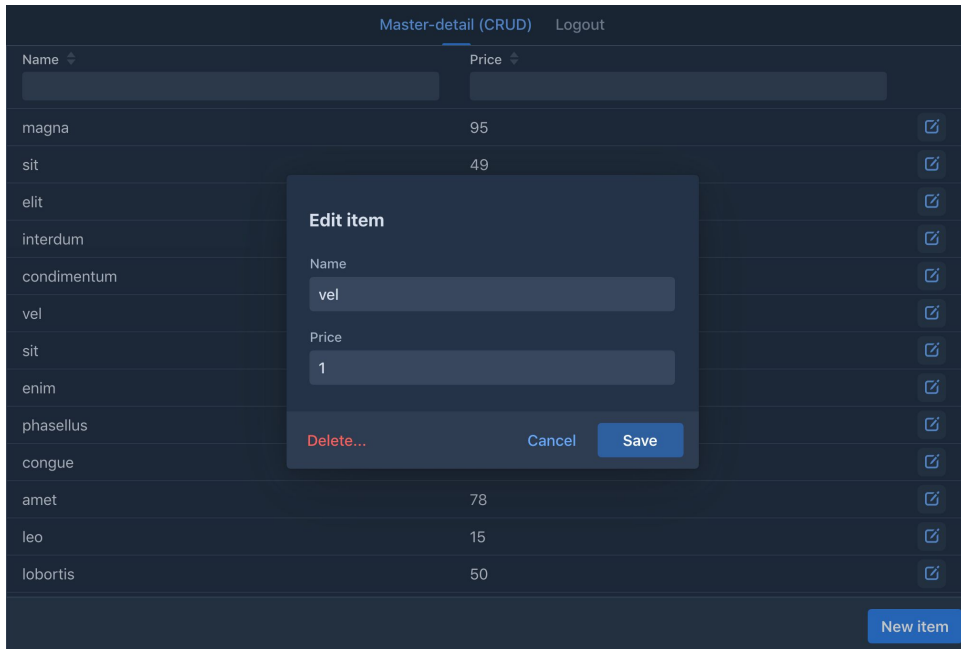 Master-detail (CRUD) Logout
Name Price
magna 95
sit 49
elit
interdum
condimentum
vel
sit
enim
phasellus
congue
amet 78
leo 15
lobortis 50
Edit item
Name
vel
Price
1
Delete... Cancel Save
New item